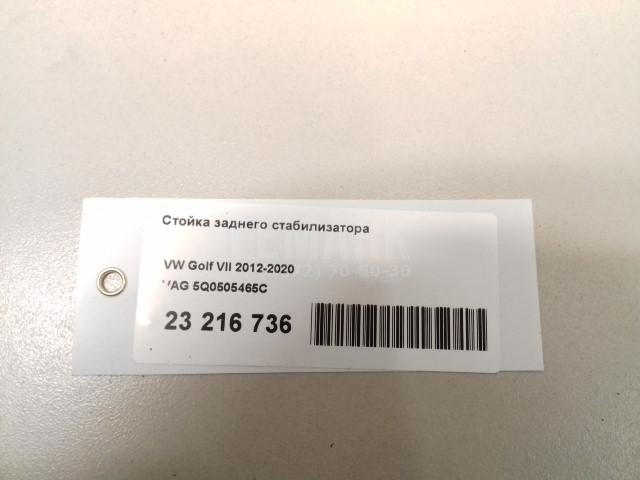 Стойка заднего стабилизатора
VW Golf VII 2012-2020
VAG 5Q0505465C
23 216 736